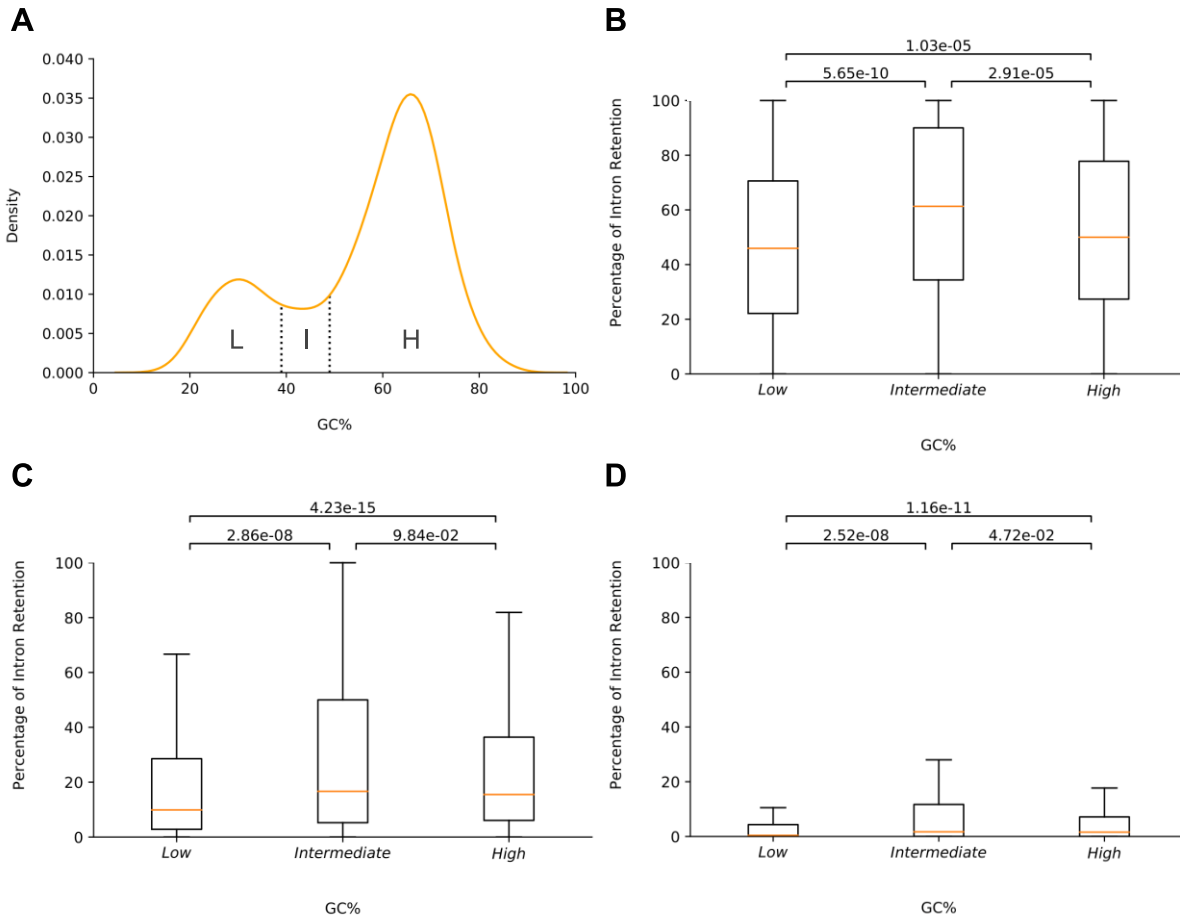 A
0.040
0.035
0.030
0.025
0.020
0.015
0.010
0.005
0.000
Density
L
I
H
0 20 40 60 80 100
GC%
B
1.03e-05
5.65e-10 2.91e-05
100
80
60
40
20
0
Percentage of Intron Retention
Low Intermediate High
GC%
C
4.23e-15
2.86e-08 9.84e-02
100
80
60
40
20
0
Percentage of Intron Retention
Low Intermediate High
GC%
D
1.16e-11
2.52e-08 4.72e-02
100
80
60
40
20
0
Percentage of Intron Retention
Low Intermediate High
GC%